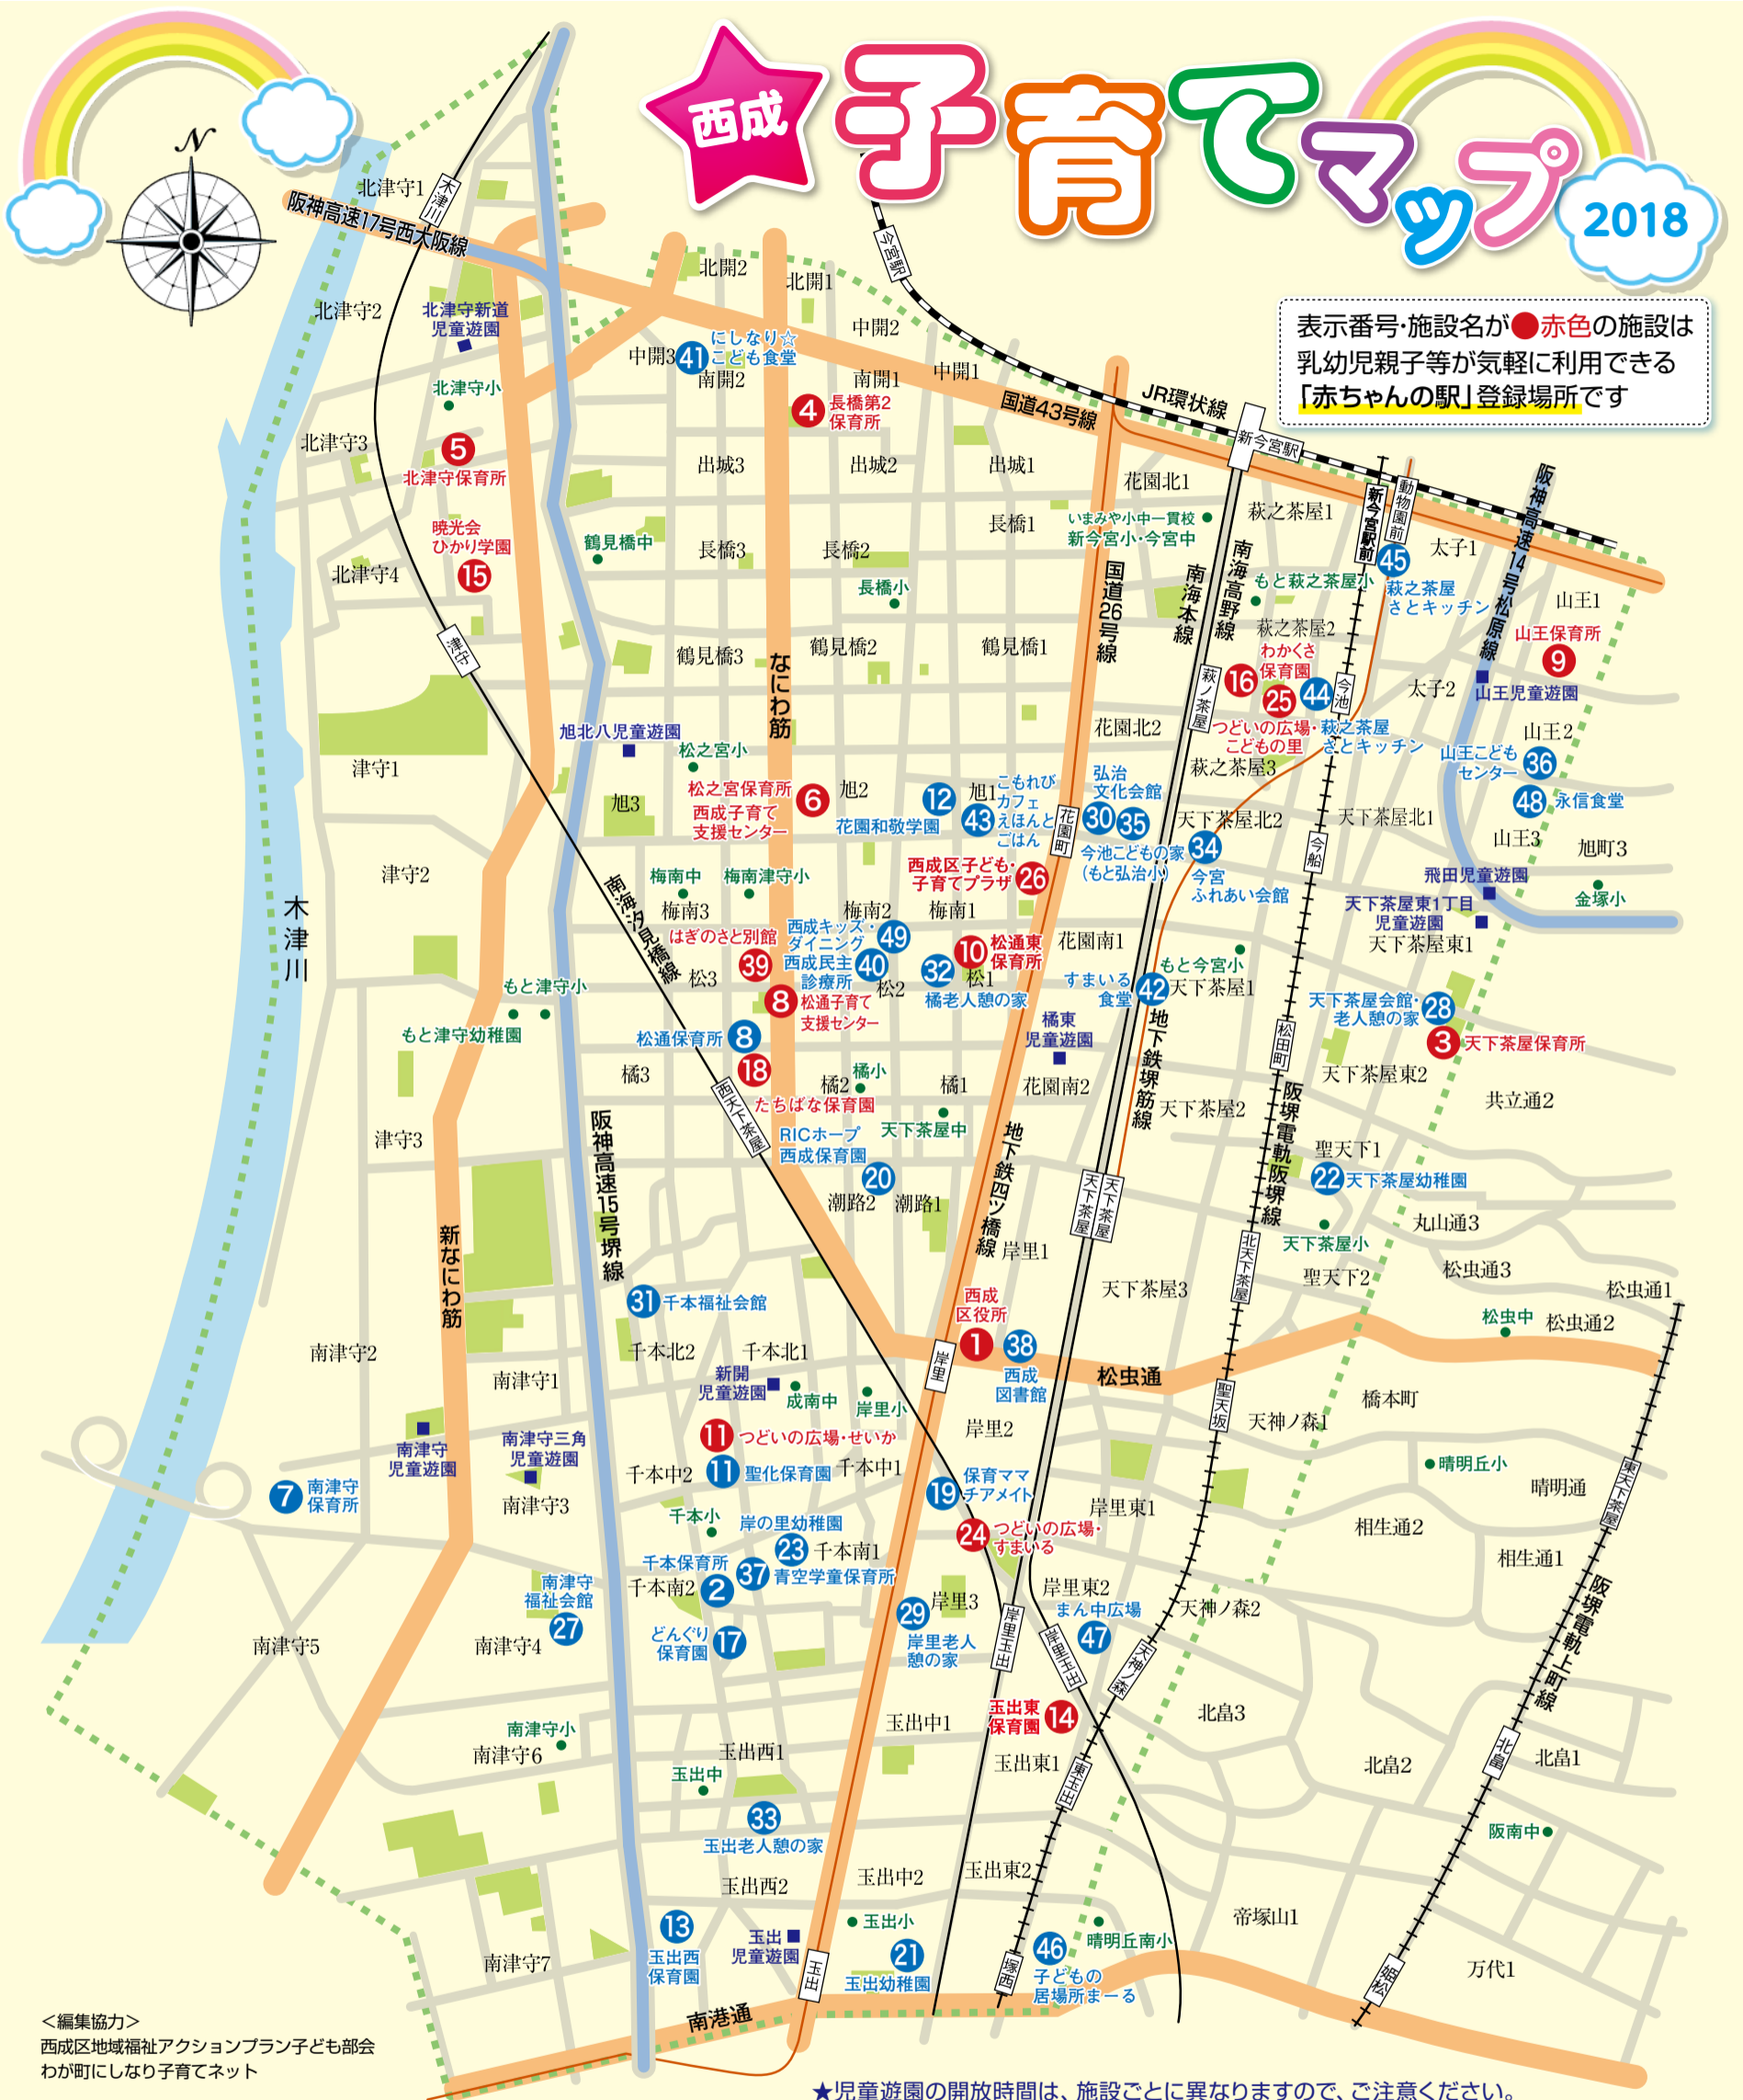 西成
子育てマップ
2018
N
表示番号・施設名が●赤色の施設は
乳幼児親子等が気軽に利用できる
「赤ちゃんの駅」登録場所です
北津守1
木津川
阪神高速17号西大阪線
今宮駅
北開2
北開1
北津守2
北津守新道
児童遊園
中開2
中開3
41
にしなり☆
こども食堂
南開2
南開1
中開1
JR環状線
国道43号線
北津守小
4
長橋第2
保育所
新今宮駅
北津守3
5
北津守保育所
出城3
出城2
出城1
花園北1
阪神高速14号松原線
動物園前
新今宮駅前
暁光会
ひかり学園
15
長橋1
いまみや小中一貫校
新今宮小・今宮中
萩之茶屋1
太子1
鶴見橋中
長橋3
長橋2
長橋小
国道26号線
南海本線
南海高野線
45
萩之茶屋
さとキッチン
もと萩之茶屋小
北津守4
山王1
山王保育所
9
津守
鶴見橋3
鶴見橋2
鶴見橋1
萩之茶屋2
わかくさ
保育園
16
25
44
今池
萩ノ茶屋
太子2
山王児童遊園
なにわ筋
旭北八児童遊園
松之宮小
花園北2
つどいの広場・
こどもの里
萩之茶屋
さとキッチン
山王2
山王こども
センター
36
津守1
萩之茶屋3
48
永信食堂
松之宮保育所
6
西成子育て
支援センター
旭3
旭2
12
花園和敬学園
旭1
43
こもれび
カフェ
えほんと
ごはん
弘治
文化会館
30
35
花園町
天下茶屋北2
天下茶屋北1
今船
山王3
旭町3
34
今池こどもの家
(もと弘治小)
今宮
ふれあい会館
津守2
西成区子ども・
子育てプラザ
26
飛田児童遊園
金塚小
天下茶屋東1丁目
児童遊園
天下茶屋東1
木津川
南海汐見橋線
梅南中
梅南津守小
梅南3
梅南2
梅南1
はぎのさと別館
39
西成キッズ・
ダイニング
49
西成民主
診療所
40
32
橘老人憩の家
10
松通東
保育所
松1
松2
松3
花園南1
もと今宮小
すまいる
食堂
42
天下茶屋1
もと津守小
もと津守幼稚園
8
松通子育て
支援センター
松通保育所
8
18
たちばな保育園
橘東
児童遊園
天下茶屋会館・
老人憩の家
28
3
天下茶屋保育所
松田町
地下鉄堺筋線
橘3
橘2
橘小
橘1
花園南2
天下茶屋東2
共立通2
西天下茶屋
天下茶屋2
阪堺電軌阪堺線
津守3
阪神高速15号堺線
RICホープ
西成保育園
20
天下茶屋中
地下鉄四ツ橋線
聖天下1
22
天下茶屋幼稚園
潮路2
潮路1
天下茶屋
天下茶屋
丸山通3
天下茶屋小
新なにわ筋
岸里1
北天下茶屋
聖天下2
松虫通3
松虫通1
31
千本福祉会館
天下茶屋3
西成
区役所
1
38
西成
図書館
松虫中
松虫通2
南津守2
千本北2
千本北1
岸里
松虫通
新開
児童遊園
成南中
岸里小
南津守1
聖天坂
橋本町
天神ノ森1
岸里2
南津守
児童遊園
南津守三角
児童遊園
11
つどいの広場・せいか
11
聖化保育園
千本中2
千本中1
晴明丘小
東天下茶屋
7
南津守
保育所
南津守3
19
保育ママ
チアメイト
岸里東1
晴明通
相生通2
相生通1
千本小
岸の里幼稚園
23
千本南1
24
つどいの広場・
すまいる
千本保育所
2
37
青空学童保育所
千本南2
南津守
福祉会館
27
岸里東2
まん中広場
47
天神ノ森2
阪堺電軌上町線
29
岸里3
岸里老人
憩の家
どんぐり
保育園
17
南津守5
南津守4
岸里玉出
岸里玉出
天神ノ森
玉出東
保育園
14
北畠3
玉出中1
南津守小
南津守6
玉出西1
玉出東1
東玉出
北畠
北畠2
北畠1
玉出中
33
玉出老人憩の家
阪南中
玉出西2
玉出中2
玉出東2
帝塚山1
13
玉出西
保育園
玉出
児童遊園
玉出小
21
玉出幼稚園
玉出
46
子どもの
居場所まーる
晴明丘南小
塚西
姫松
万代1
南津守7
南港通
＜編集協力＞
西成区地域福祉アクションプラン子ども部会
わが町にしなり子育てネット
★児童遊園の開放時間は、施設ごとに異なりますので、ご注意ください。